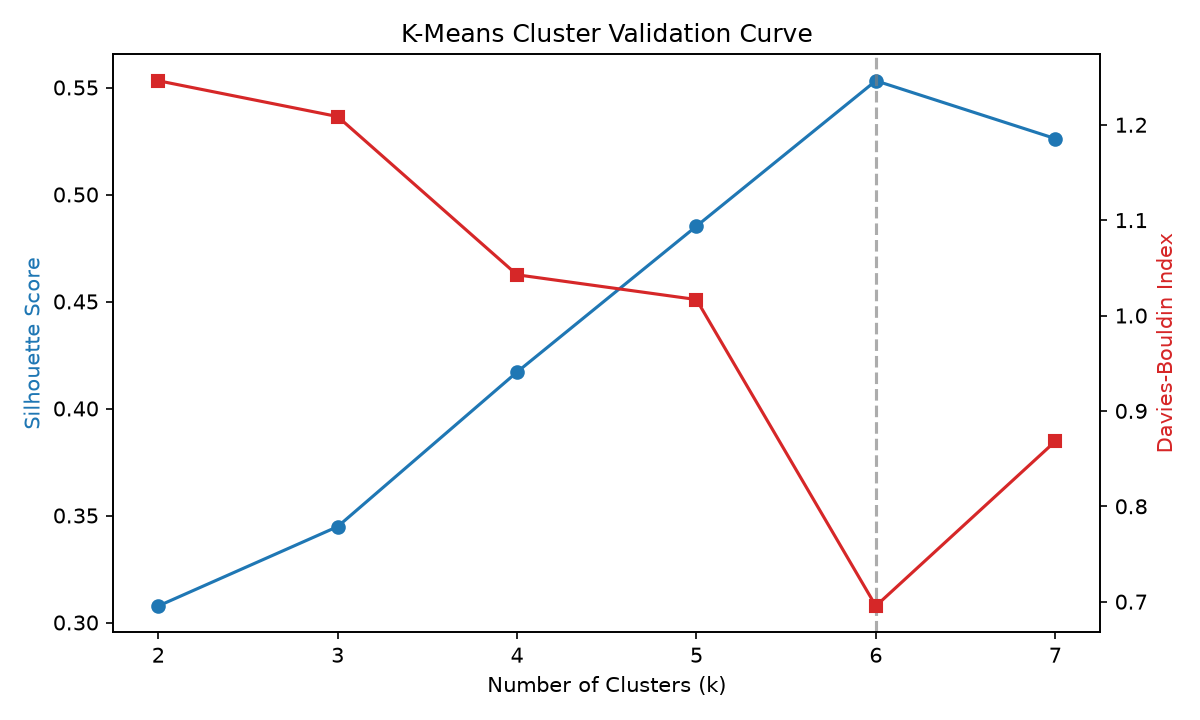 K-Means Cluster Validation Curve
Silhouette Score
0.55
0.50
0.45
0.40
0.35
0.30
1.2
1.1
1.0
0.9
0.8
0.7
Davies-Bouldin Index
2 3 4 5 6 7
Number of Clusters (k)